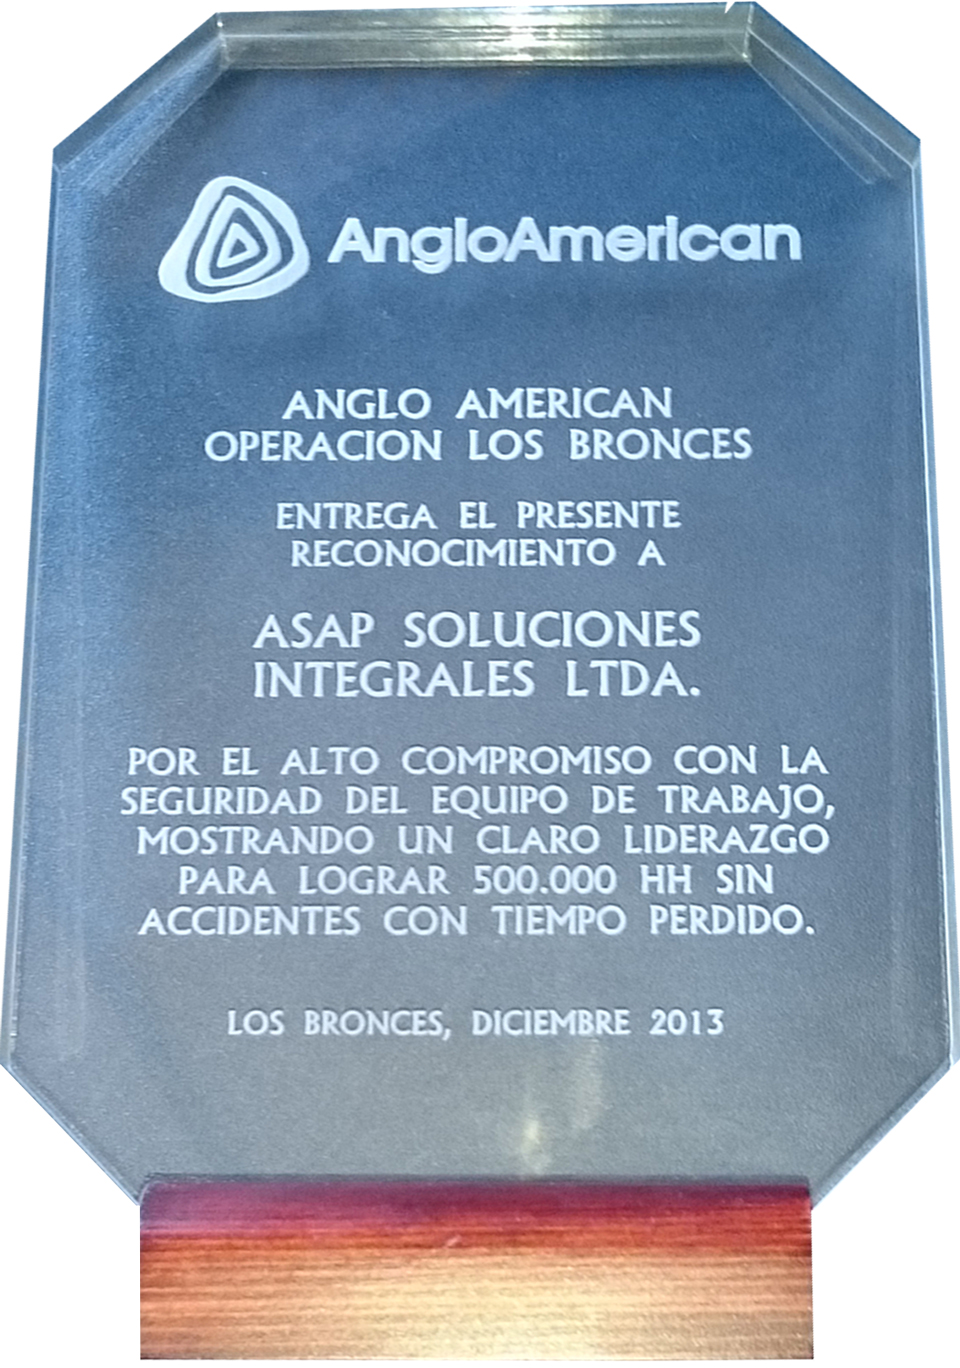 AngloAmerican
ANGLO AMERICAN
OPERACION LOS BRONCES
ENTREGA EL PRESENTE
RECONOCIMIENTO A
ASAP SOLUCIONES
INTEGRALES LTDA.
POR EL ALTO COMPROMISO CON LA
SEGURIDAD DEL EQUIPO DE TRABAJO,
MOSTRANDO UN CLARO LIDERAZGO
PARA LOGRAR 500.000 HH SIN
ACCIDENTES CON TIEMPO PERDIDO.
LOS BRONCES, DICIEMBRE 2013